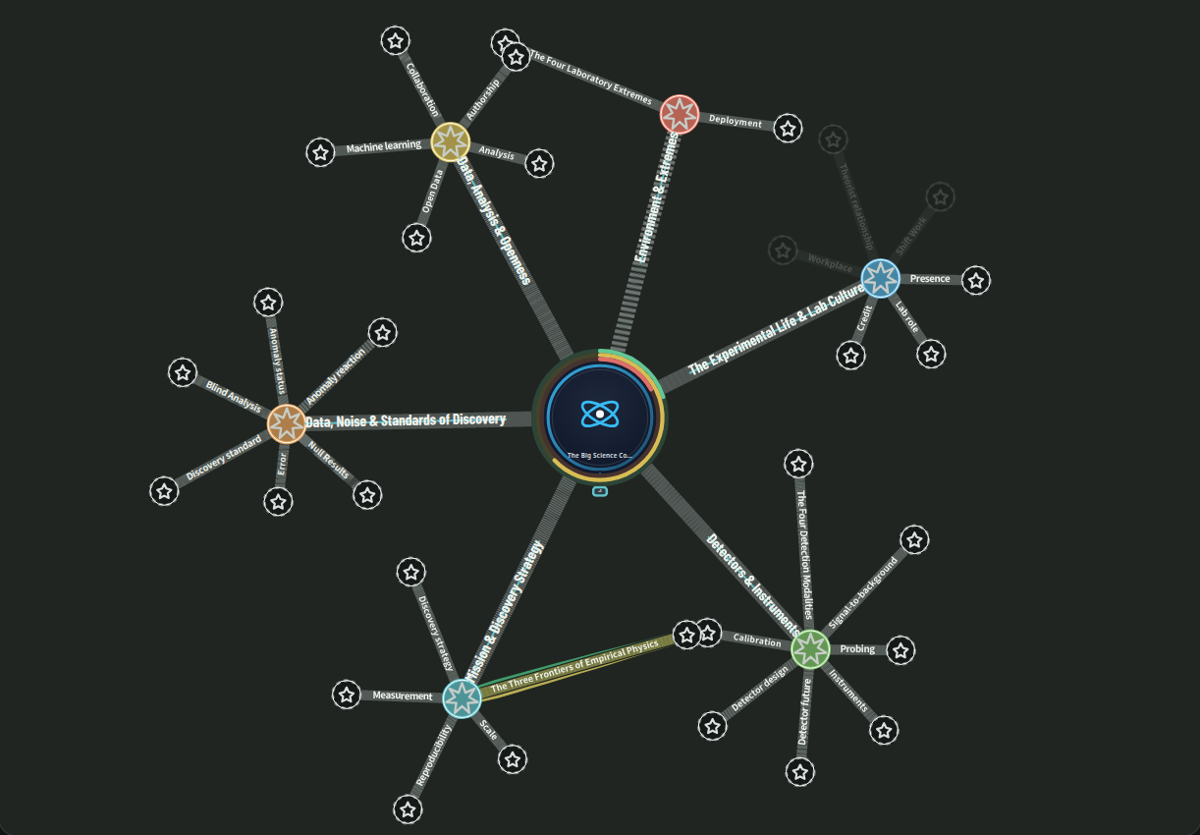 Collaboration
Authorship
The Four Laboratory Extremes
Deployment
Machine learning
Analysis
Open Data
Data, Analysis & Openness
Environment & Extremes
Theorist relationship
Shift Work
Workplace
Presence
Credit
Lab role
The Experimental Life & Lab Culture
Anomaly status
Anomaly reaction
Blind Analysis
Data, Noise & Standards of Discovery
Discovery standard
Error
Null Results
The Big Science Co...
Mission & Discovery Strategy
Detectors & Instruments
The Four Detection Modalities
Signal-to-background
Calibration
Probing
Detector design
Detector future
Instruments
Discovery strategy
The Three Frontiers of Empirical Physics
Measurement
Scale
Reproducibility